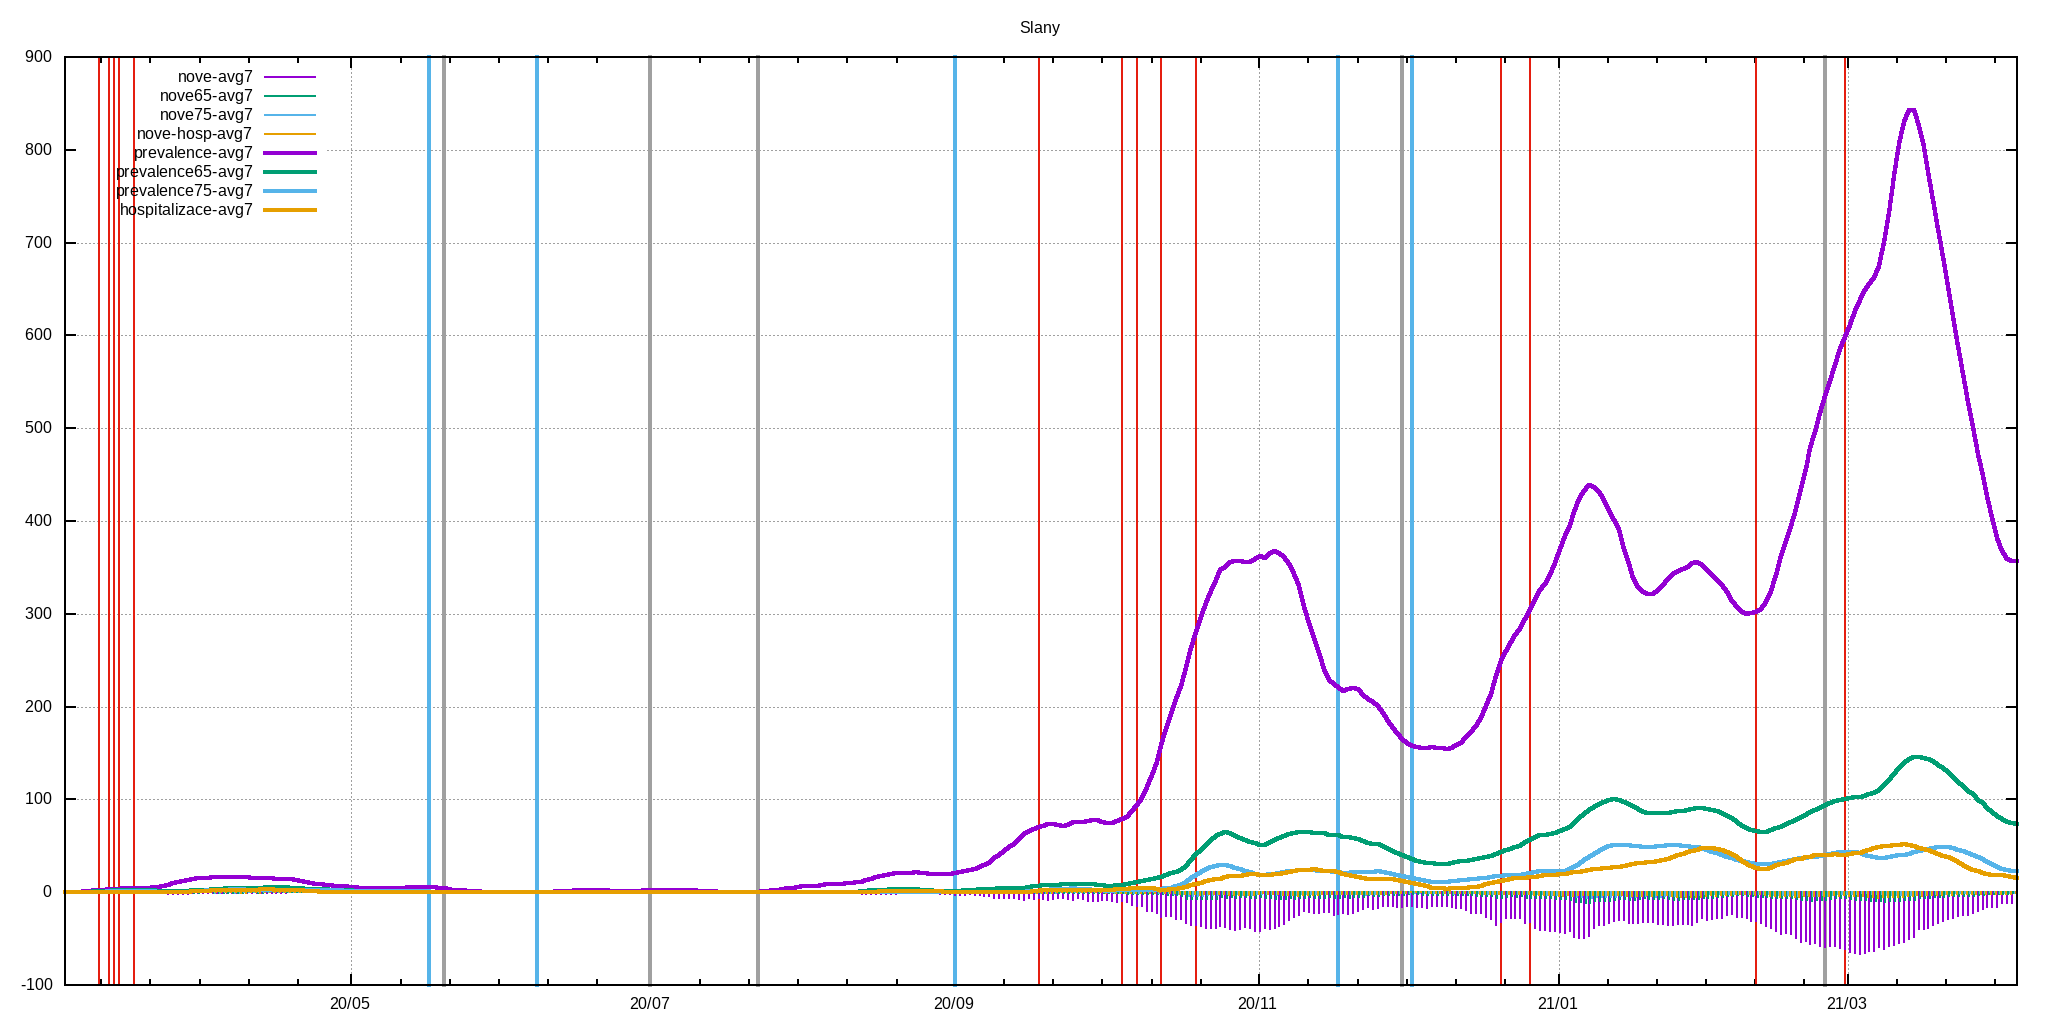 Slany
900
800
700
600
500
400
300
200
100
0
-100
nove-avg7
nove65-avg7
nove75-avg7
nove-hosp-avg7
prevalence-avg7
prevalence65-avg7
prevalence75-avg7
hospitalizace-avg7
20/05 20/07 20/09 20/11 21/01 21/03